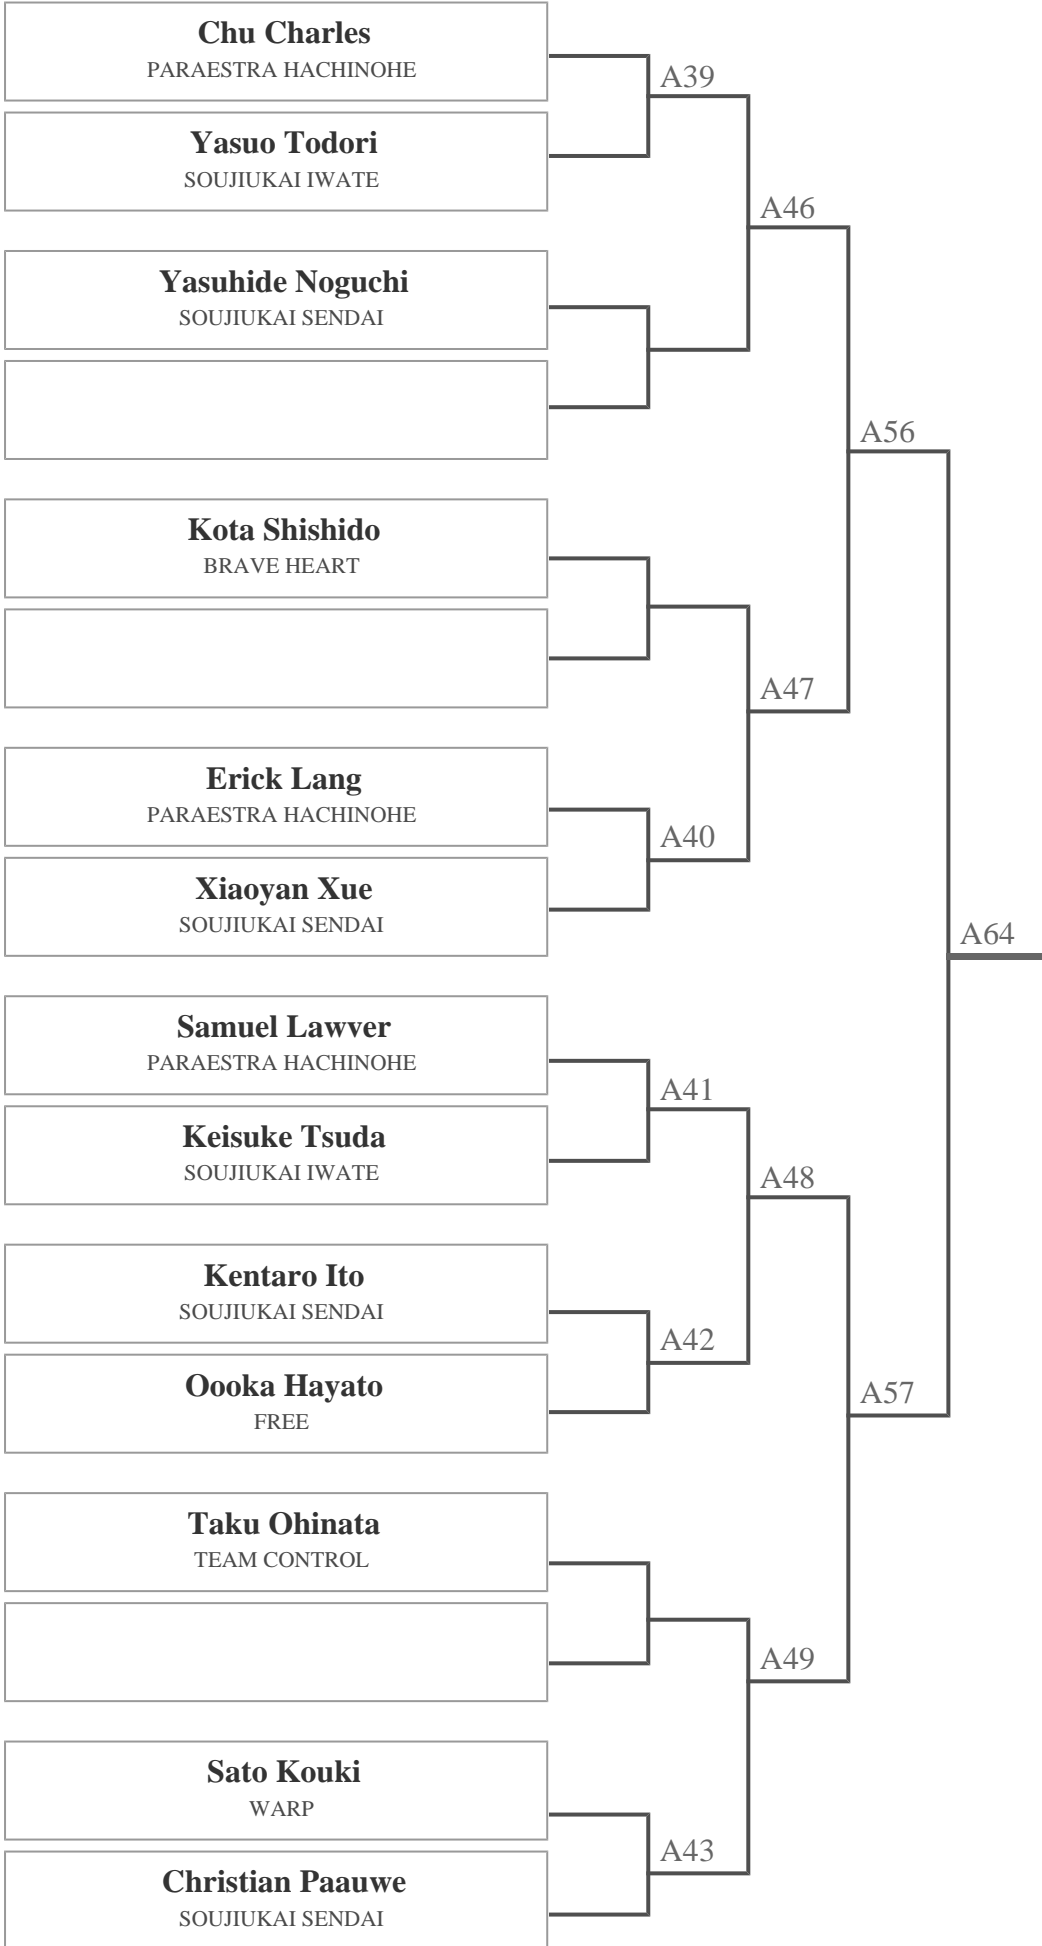 Chu Charles
PARAESTRA HACHINOHE
A39
Yasuo Todori
SOUJIUKAI IWATE
A46
Yasuhide Noguchi
SOUJIUKAI SENDAI
A56
Kota Shishido
BRAVE HEART
A47
Erick Lang
PARAESTRA HACHINOHE
A40
Xiaoyan Xue
SOUJIUKAI SENDAI
A64
Samuel Lawver
PARAESTRA HACHINOHE
A41
Keisuke Tsuda
SOUJIUKAI IWATE
A48
Kentaro Ito
SOUJIUKAI SENDAI
A42
Oooka Hayato
FREE
A57
Taku Ohinata
TEAM CONTROL
A49
Sato Kouki
WARP
A43
Christian Paauwe
SOUJIUKAI SENDAI